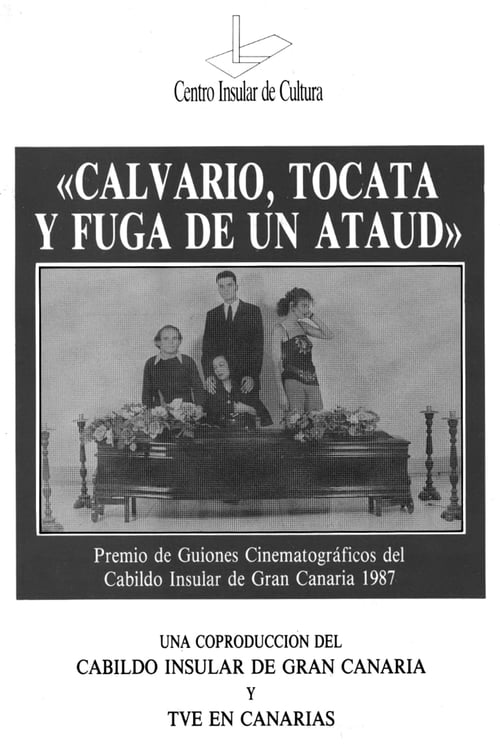 Centro Insular de Cultura
«CALVARIO, TOCATA
Y FUGA DE UN ATAUD»
Premio de Guiones Cinematográficos del
Cabildo Insular de Gran Canaria 1987
UNA COPRODUCCION DEL
CABILDO INSULAR DE GRAN CANARIA
Y
TVE EN CANARIAS